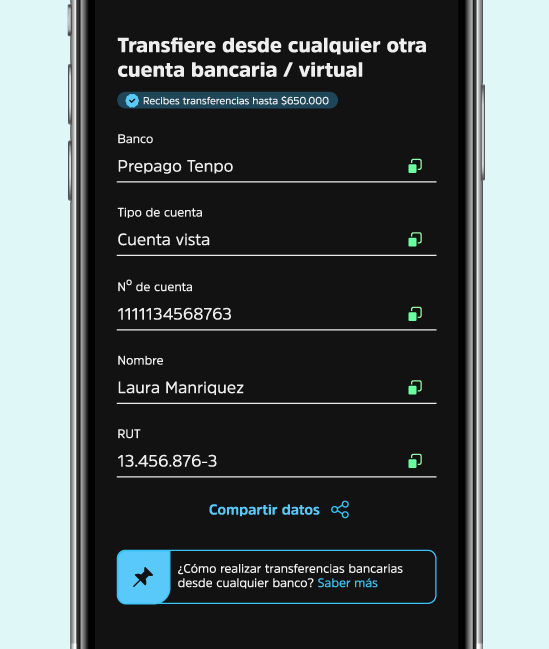 Transfiere desde cualquier otra
cuenta bancaria / virtual
Recibes transferencias hasta $650.000
Banco
Prepago Tenpo
Tipo de cuenta
Cuenta vista
Nº de cuenta
1111134568763
Nombre
Laura Manriquez
RUT
13.456.876-3
Compartir datos
¿Cómo realizar transferencias bancarias
desde cualquier banco? Saber más